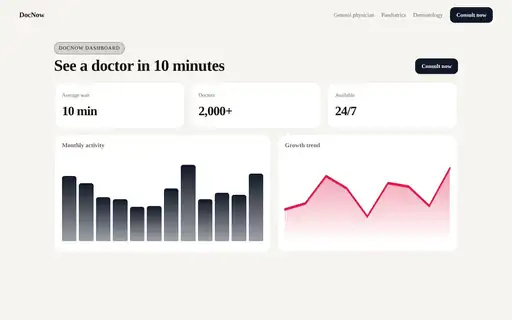 DocNow
General physician
Paediatrics
Dermatology
Consult now
DOCNOW DASHBOARD
See a doctor in 10 minutes
Consult now
Average wait
10 min
Doctors
2,000+
Available
24/7
Monthly activity
Growth trend